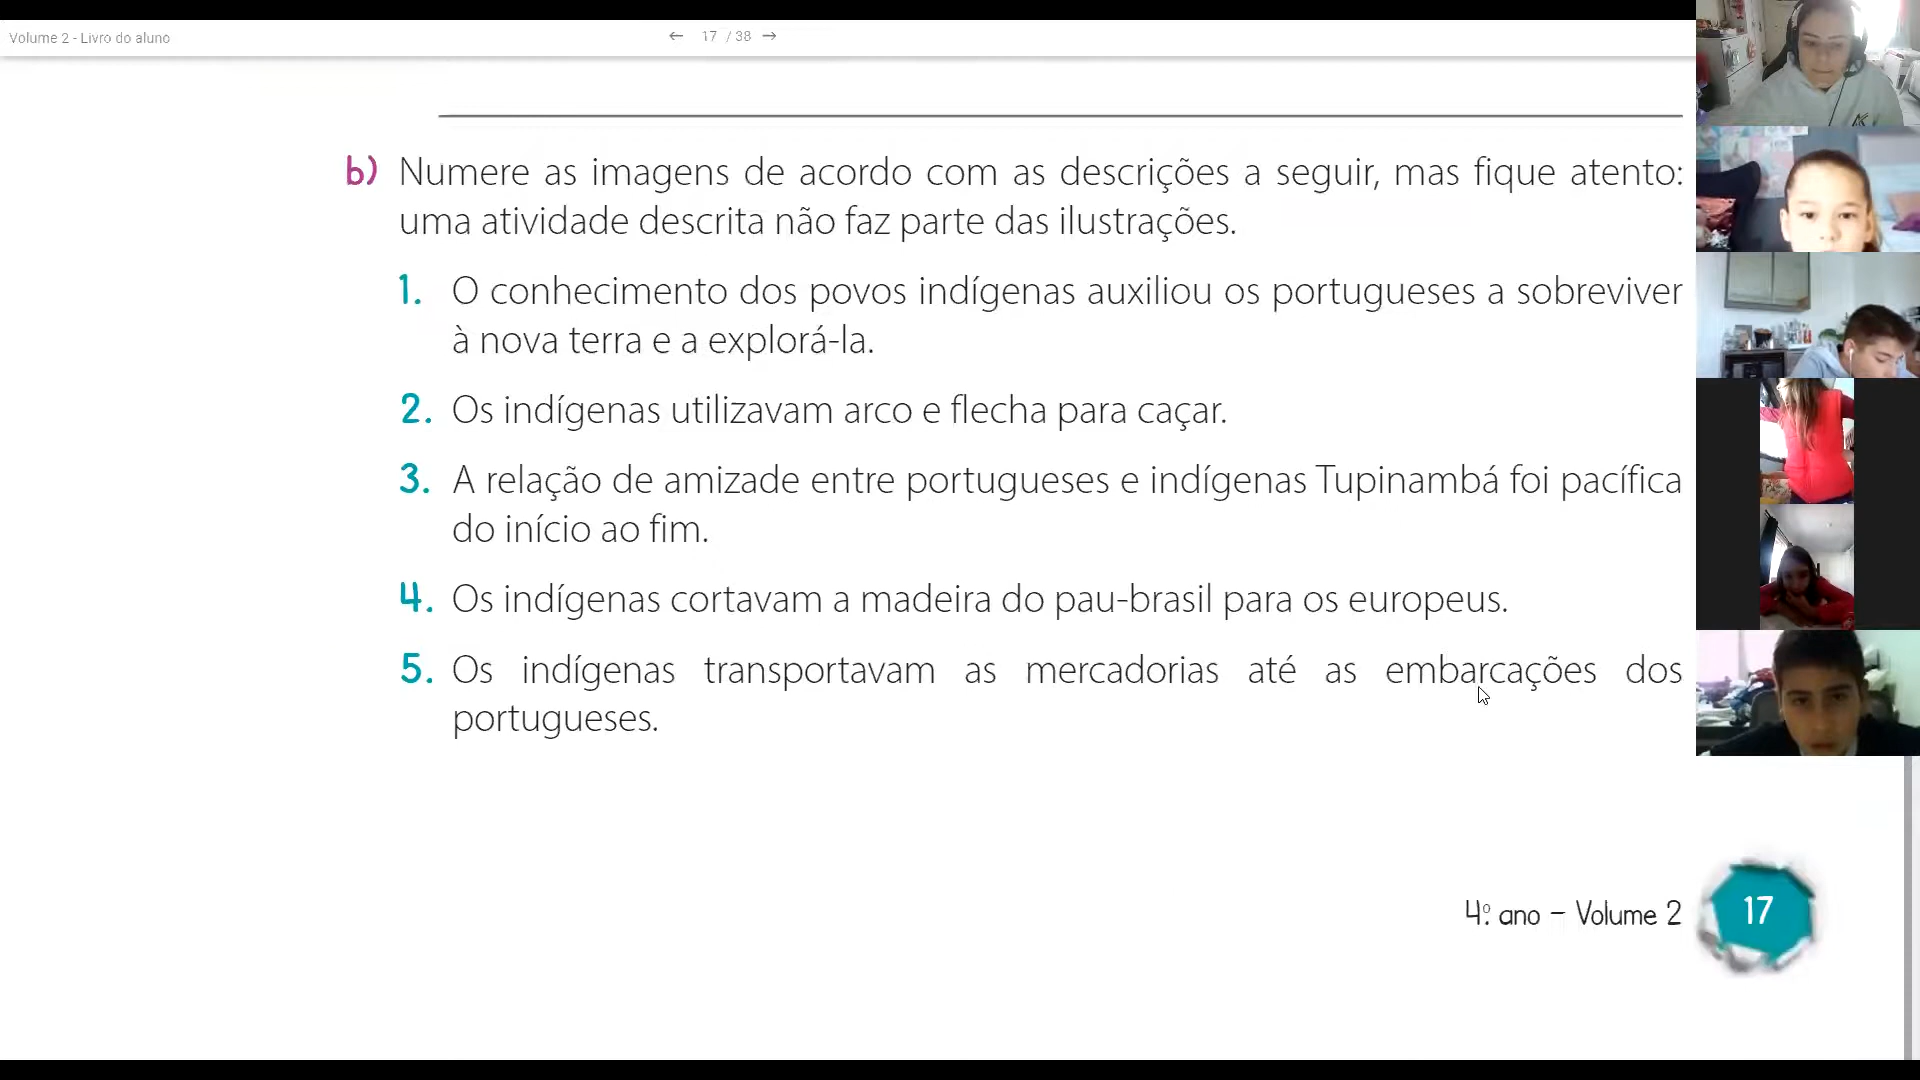 Volume 2 - Livro do aluno
← 17 / 38 →
b) Numere as imagens de acordo com as descrições a seguir, mas fique atento:
uma atividade descrita não faz parte das ilustrações.
1. O conhecimento dos povos indígenas auxiliou os portugueses a sobreviver
à nova terra e a explorá-la.
2. Os indígenas utilizavam arco e flecha para caçar.
3. A relação de amizade entre portugueses e indígenas Tupinambá foi pacífica
do início ao fim.
4. Os indígenas cortavam a madeira do pau-brasil para os europeus.
5. Os indígenas transportavam as mercadorias até as embarcações dos
portugueses.
4º. ano – Volume 2
17